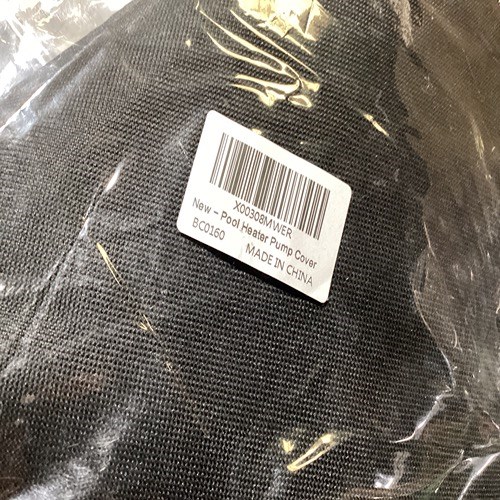 X00308MWER
New - Pool Heater Pump Cover
BC0160
MADE IN CHINA